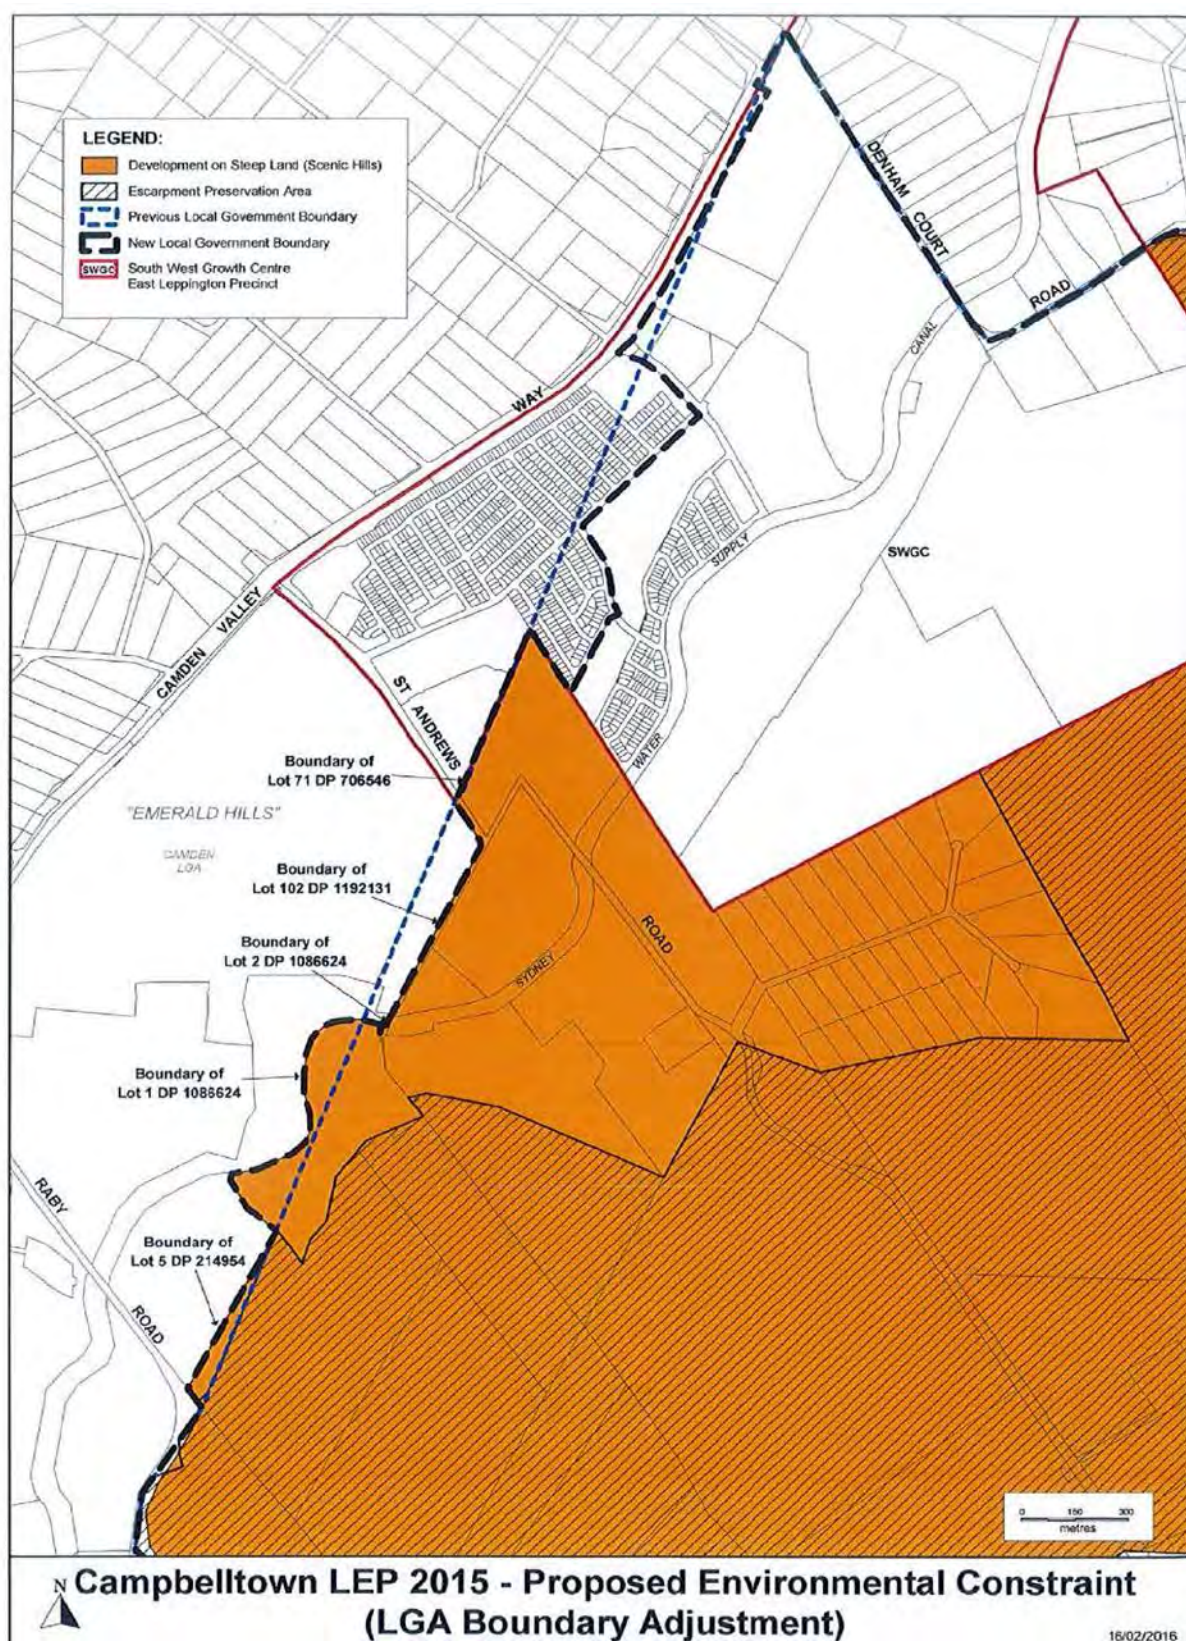 LEGEND:
Development on Steep Land (Scenic Hills)
Escarpment Preservation Area
Previous Local Government Boundary
New Local Government Boundary
SWGC
South West Growth Centre
East Leppington Precinct
DENHAM COURT
ROAD
CANAL
WAY
SUPPLY
SWGC
VALLEY
CAMDEN
ST ANDREWS
WATER
Boundary of
Lot 71 DP 706546
"EMERALD HILLS"
CAMDEN
LGA
Boundary of
Lot 102 DP 1192131
ROAD
Boundary of
Lot 2 DP 1086624
SYDNEY
Boundary of
Lot 1 DP 1086624
RABY
Boundary of
Lot 5 DP 214954
ROAD
0 150 300
metres
N
Campbelltown LEP 2015 - Proposed Environmental Constraint
(LGA Boundary Adjustment)
16/02/2016